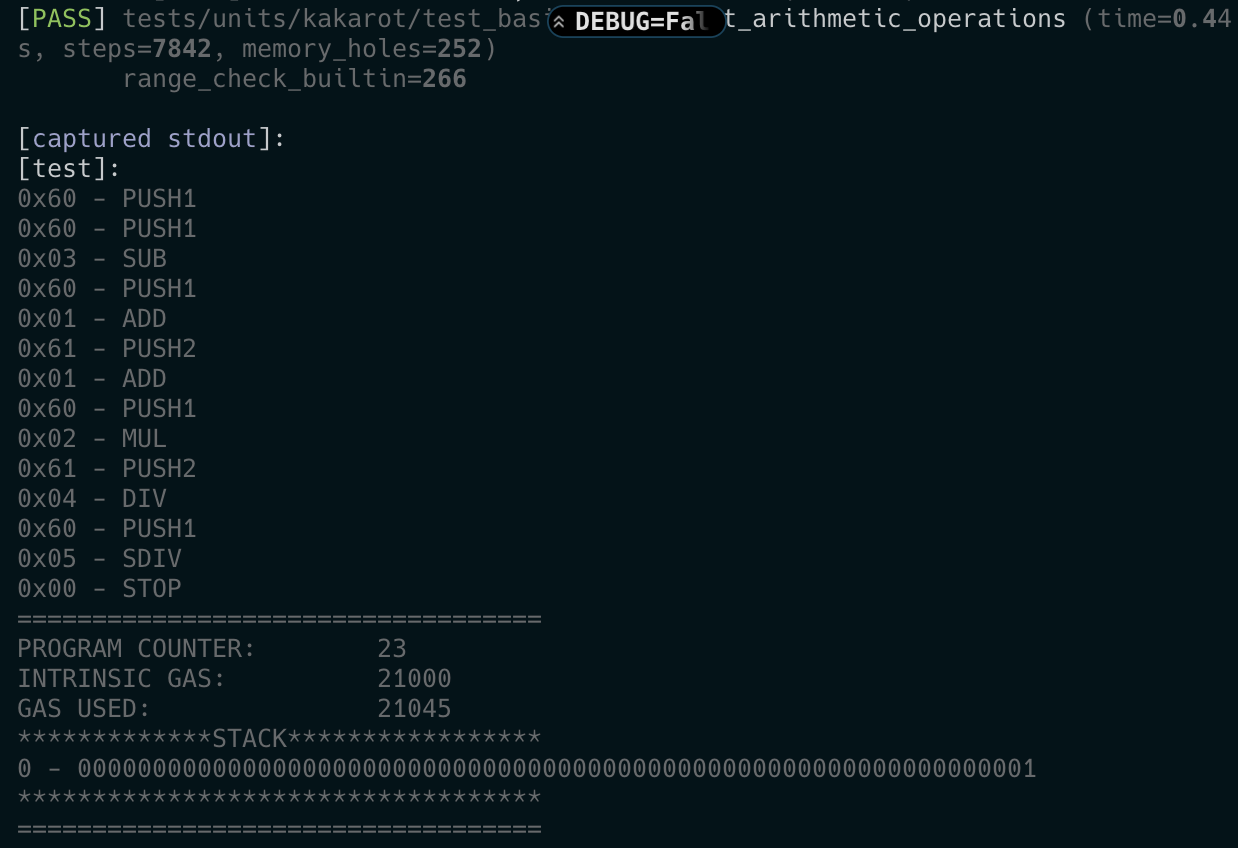 [PASS] tests/units/kakarot/test_bas DEBUG=Fal t_arithmetic_operations (time=0.44
s, steps=7842, memory_holes=252)
range_check_builtin=266
[captured stdout]:
[test]:
0x60 - PUSH1
0x60 - PUSH1
0x03 - SUB
0x60 - PUSH1
0x01 - ADD
0x61 - PUSH2
0x01 - ADD
0x60 - PUSH1
0x02 - MUL
0x61 - PUSH2
0x04 - DIV
0x60 - PUSH1
0x05 - SDIV
0x00 - STOP
===================================
PROGRAM COUNTER: 23
INTRINSIC GAS: 21000
GAS USED: 21045
*************STACK*****************
0 - 0000000000000000000000000000000000000000000000000000000000000001
***********************************
===================================